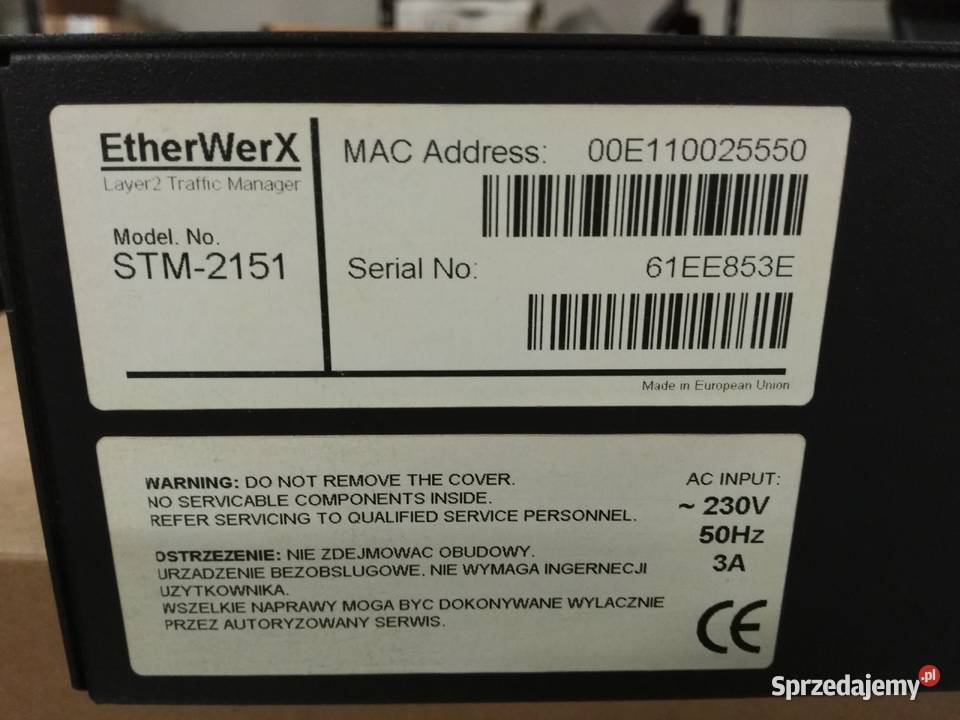 EtherWerX
Layer2 Traffic Manager
Model. No.
STM-2151
MAC Address: 00E110025550
Serial No: 61EE853E
Made in European Union
WARNING: DO NOT REMOVE THE COVER.
NO SERVICABLE COMPONENTS INSIDE.
REFER SERVICING TO QUALIFIED SERVICE PERSONNEL.
OSTRZEZENIE: NIE ZDEJMOWAC OBUDOWY.
URZADZENIE BEZOBSLUGOWE, NIE WYMAGA INGERNECJI
UZYTKOWNIKA.
WSZELKIE NAPRAWY MOGA BYC DOKONYWANE WYLACZNIE
PRZEZ AUTORYZOWANY SERWIS.
AC INPUT:
~ 230V
50Hz
3A
CE
Sprzedajemy.pl